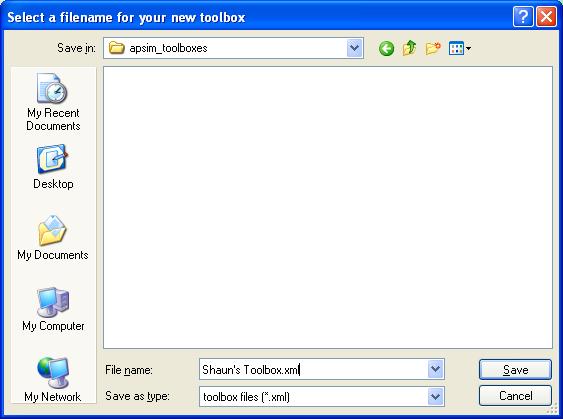 Select a filename for your new toolbox
Save in: apsim_toolboxes
My Recent
Documents
Desktop
My Documents
My Computer
My Network
File name: Shaun's Toolbox.xml Save
Save as type: toolbox files (*.xml) Cancel